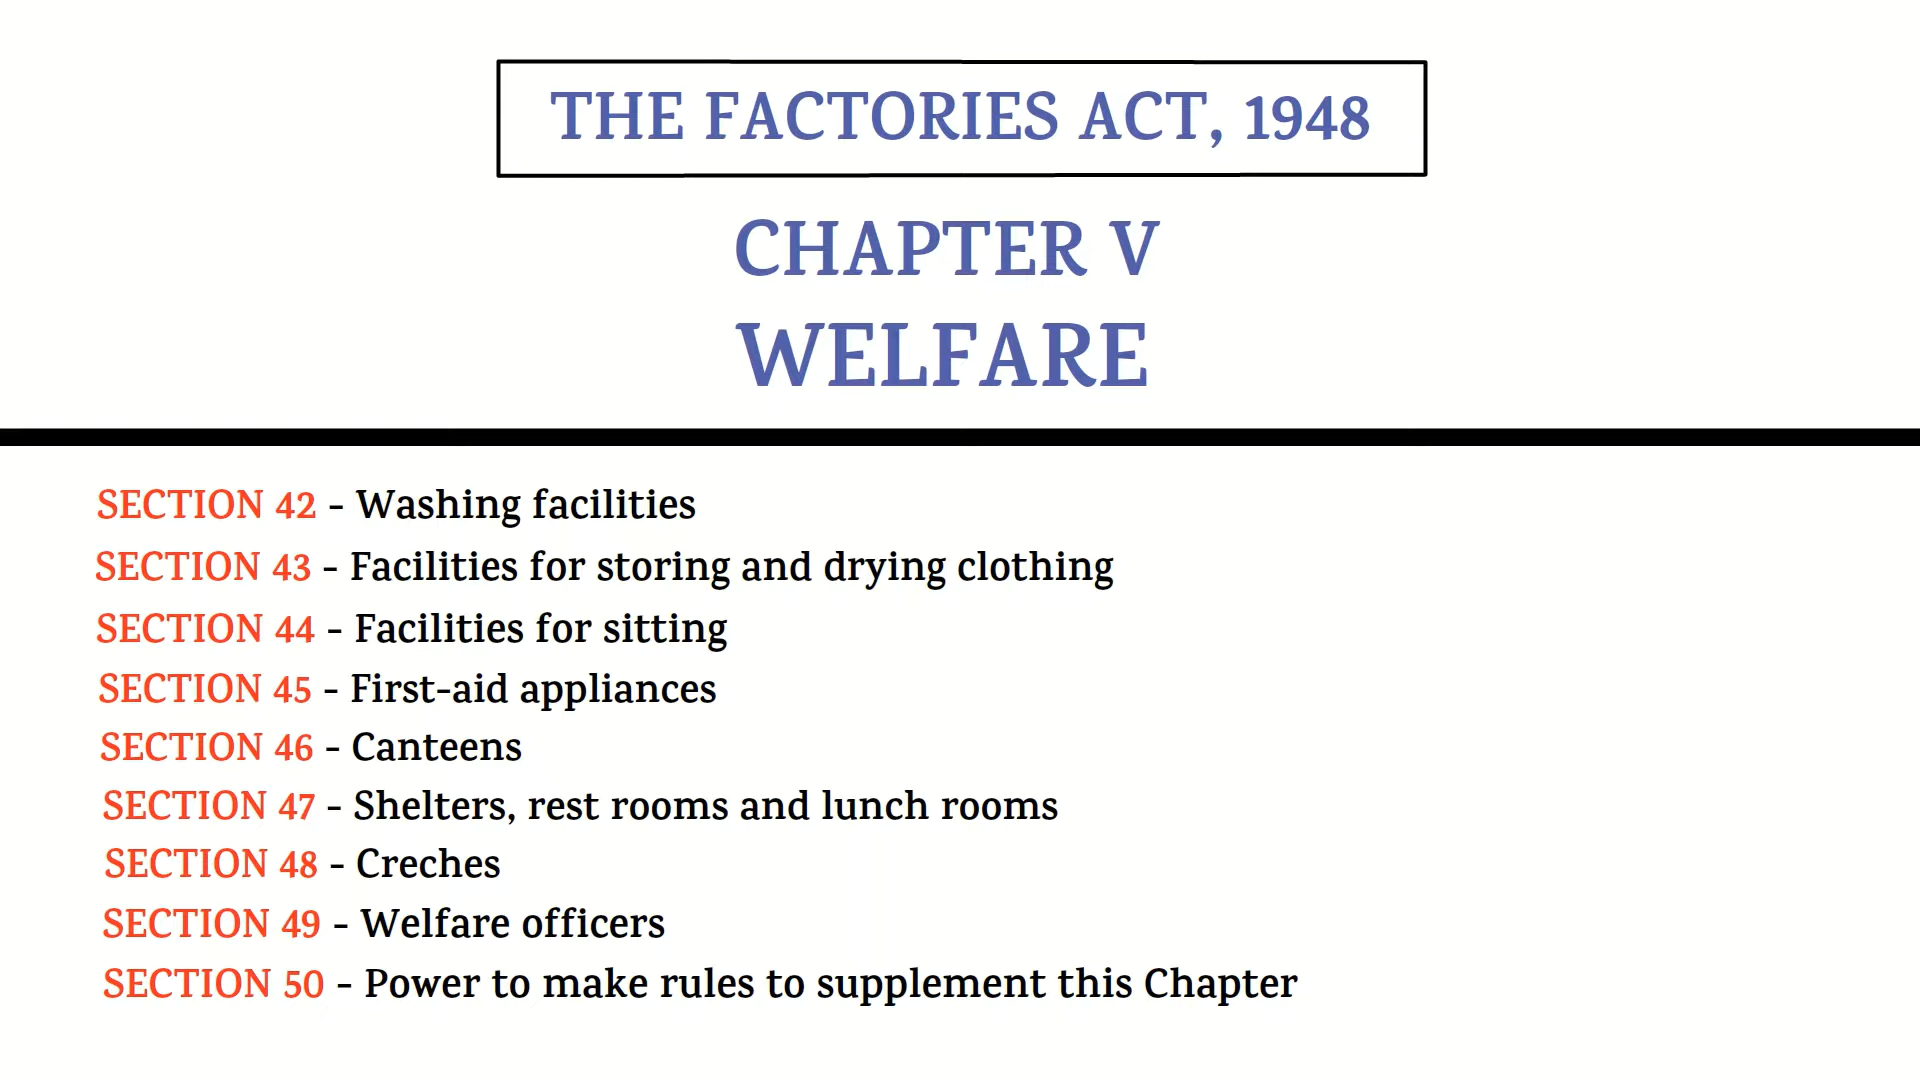 THE FACTORIES ACT, 1948
CHAPTER V
WELFARE
SECTION 42 - Washing facilities
SECTION 43 - Facilities for storing and drying clothing
SECTION 44 - Facilities for sitting
SECTION 45 - First-aid appliances
SECTION 46 - Canteens
SECTION 47 - Shelters, rest rooms and lunch rooms
SECTION 48 - Creches
SECTION 49 - Welfare officers
SECTION 50 - Power to make rules to supplement this Chapter